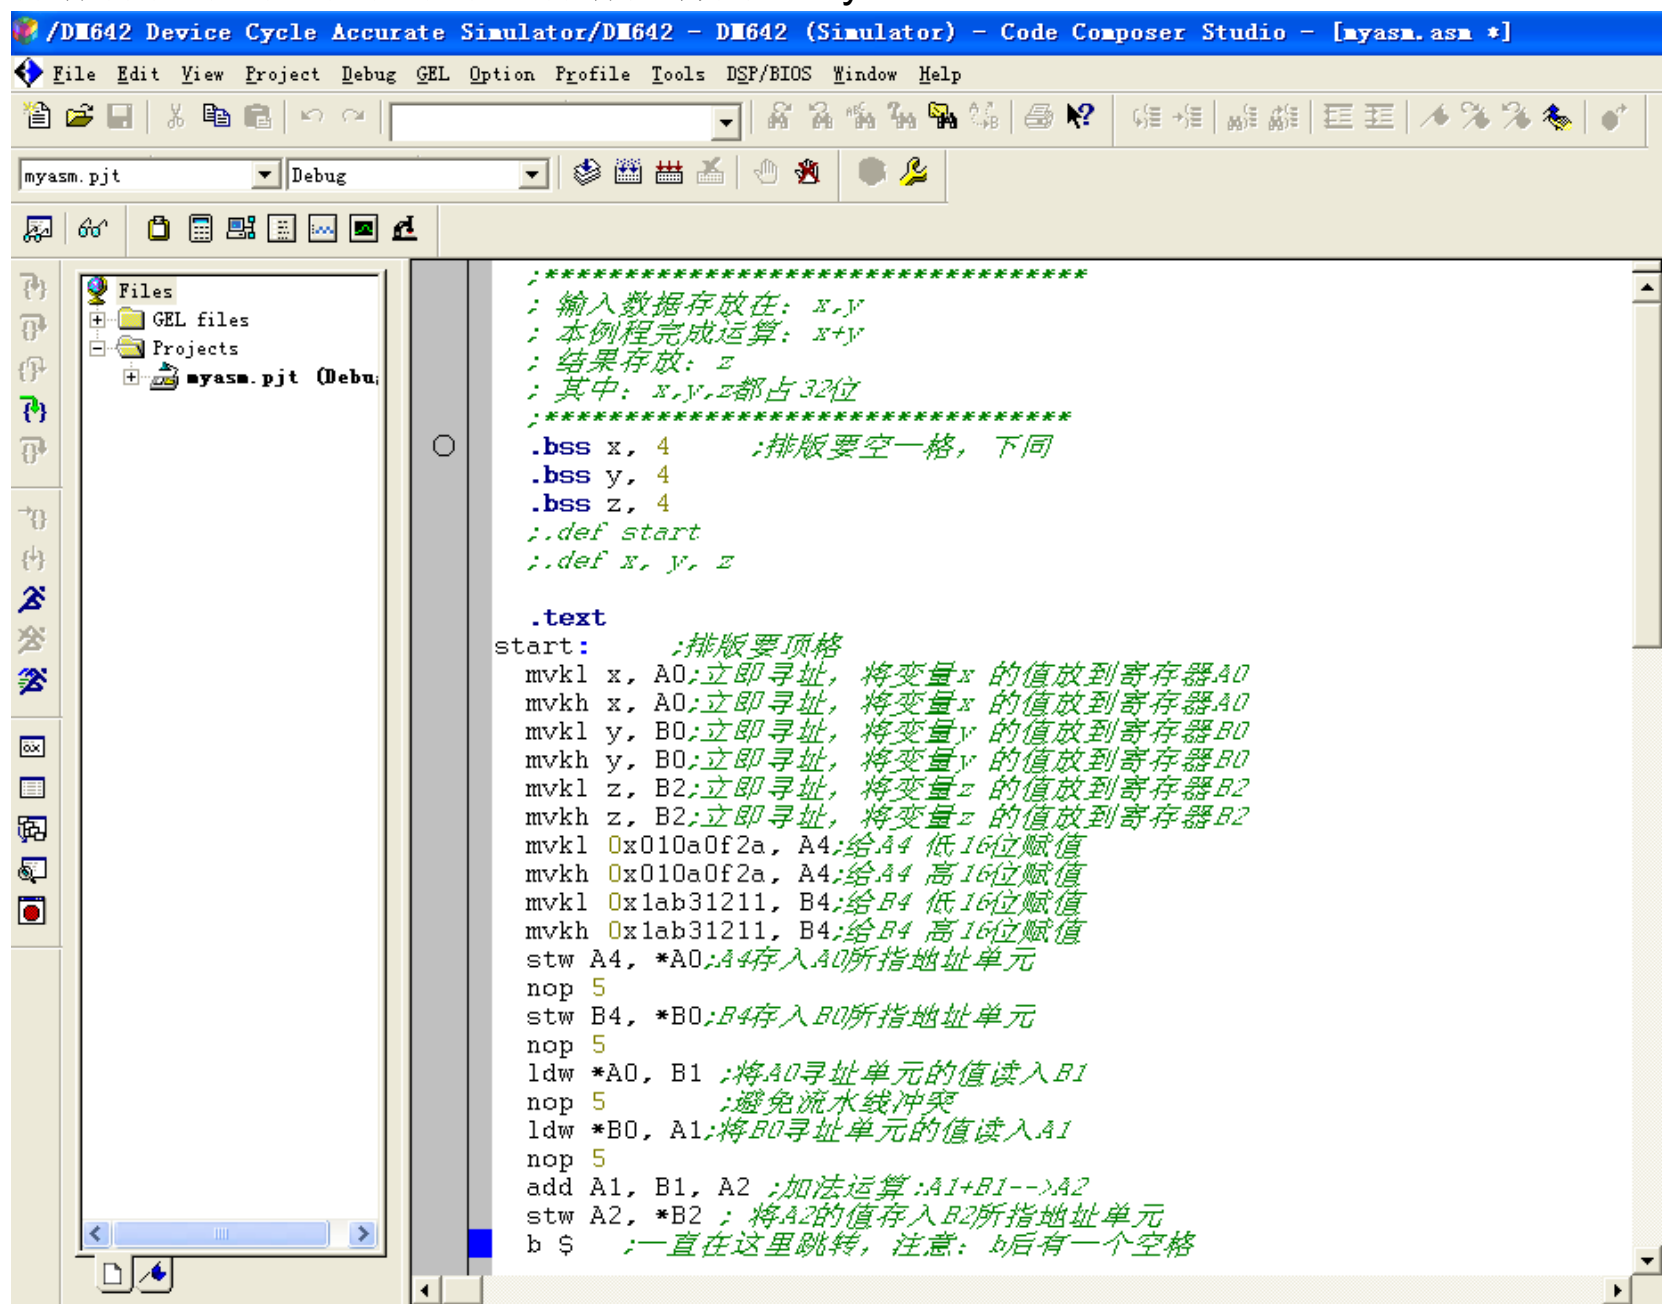 /DM642 Device Cycle Accurate Simulator/DM642 - DM642 (Simulator) - Code Composer Studio - [myasm.asm *]
File Edit View Project Debug GEL Option Profile Tools DSP/BIOS Window Help
myasm.pjt Debug
Files
GEL files
Projects
myasm.pjt (Debu
;**********************************
; 输入数据存放在: x,y
; 本例程完成运算: x+y
; 结果存放: z
; 其中: x,y,z都占32位
;*********************************
.bss x, 4 ;排版要空一格, 下同
.bss y, 4
.bss z, 4
;.def start
;.def x, y, z
.text
start: ;排版要顶格
mvkl x, A0;立即寻址, 将变量x 的值放到寄存器A0
mvkh x, A0;立即寻址, 将变量x 的值放到寄存器A0
mvkl y, B0;立即寻址, 将变量y 的值放到寄存器B0
mvkh y, B0;立即寻址, 将变量y 的值放到寄存器B0
mvkl z, B2;立即寻址, 将变量z 的值放到寄存器B2
mvkh z, B2;立即寻址, 将变量z 的值放到寄存器B2
mvkl 0x010a0f2a, A4;给A4 低16位赋值
mvkh 0x010a0f2a, A4;给A4 高16位赋值
mvkl 0x1ab31211, B4;给B4 低16位赋值
mvkh 0x1ab31211, B4;给B4 高16位赋值
stw A4, *A0;A4存入A0所指地址单元
nop 5
stw B4, *B0;B4存入B0所指地址单元
nop 5
ldw *A0, B1 ;将A0寻址单元的值读入B1
nop 5 ;避免流水线冲突
ldw *B0, A1;将B0寻址单元的值读入A1
nop 5
add A1, B1, A2 ;加法运算:A1+B1-->A2
stw A2, *B2 ; 将A2的值存入B2所指地址单元
b $ ;一直在这里跳转, 注意: b后有一个空格